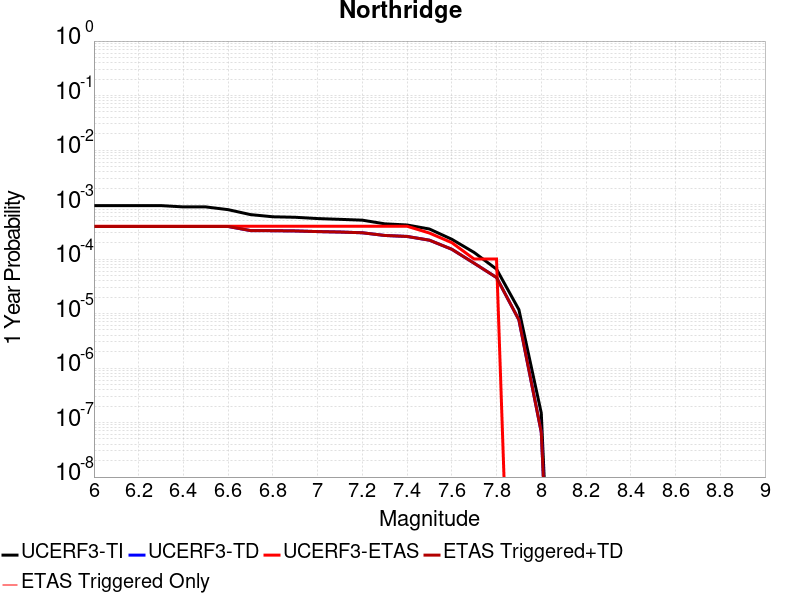 Northridge
10^0
10^-1
10^-2
10^-3
10^-4
10^-5
10^-6
10^-7
10^-8
1 Year Probability
6 6.2 6.4 6.6 6.8 7 7.2 7.4 7.6 7.8 8 8.2 8.4 8.6 8.8 9
Magnitude
UCERF3-TI UCERF3-TD UCERF3-ETAS ETAS Triggered+TD
ETAS Triggered Only